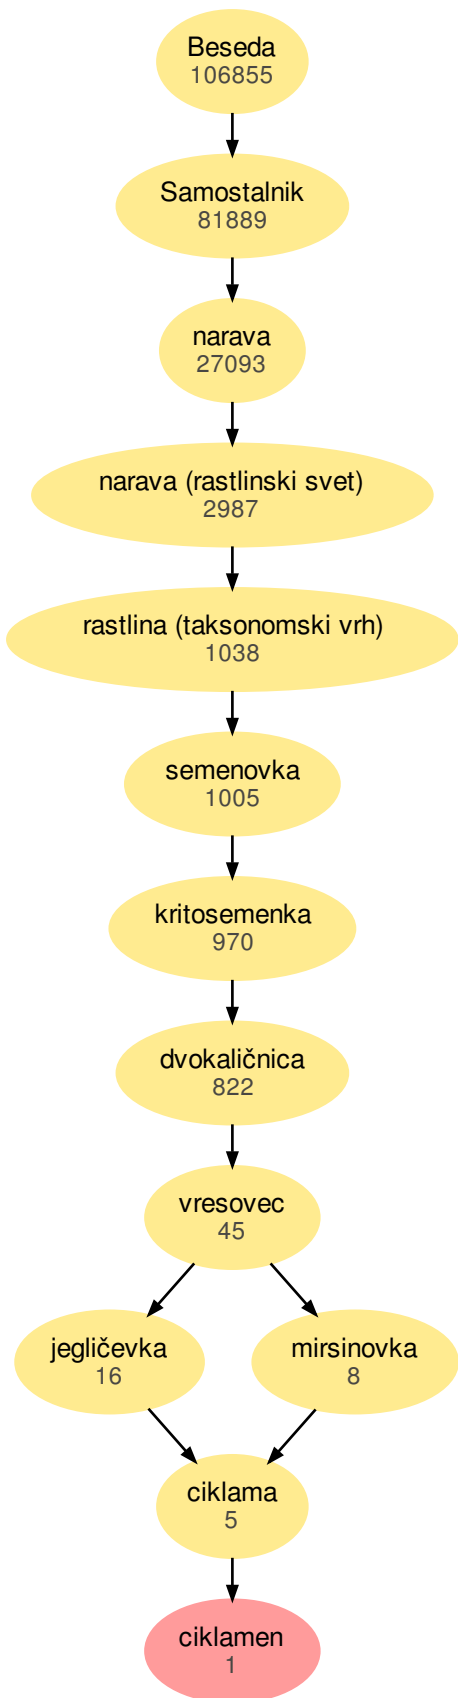 Beseda
106855
Samostalnik
81889
narava
27093
narava (rastlinski svet)
2987
rastlina (taksonomski vrh)
1038
semenovka
1005
kritosemenka
970
dvokaličnica
822
vresovec
45
jegličevka
16
mirsinovka
8
ciklama
5
ciklamen
1